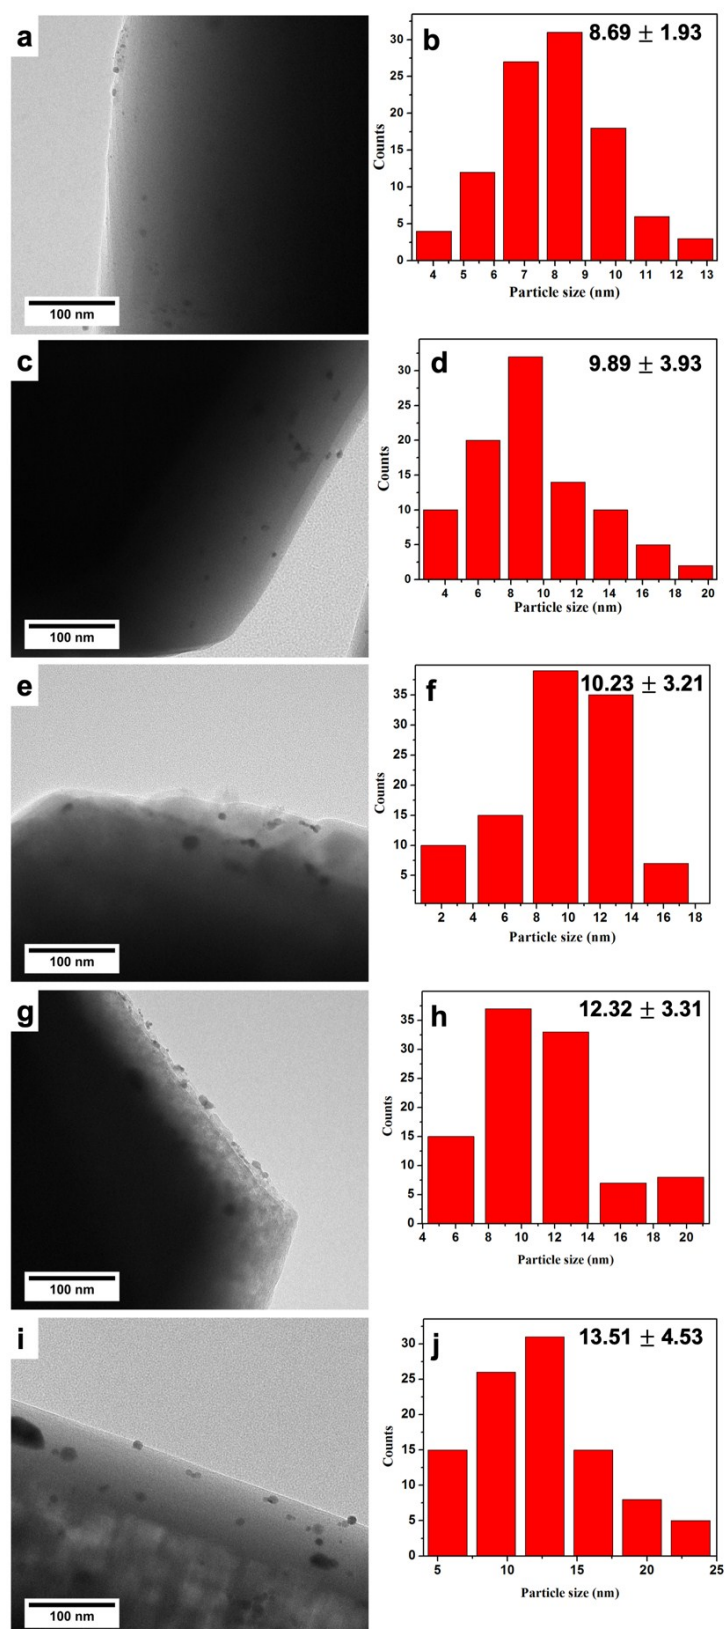 a
100 nm
b
8.69 ± 1.93
Counts
30
25
20
15
10
5
0
4 5 6 7 8 9 10 11 12 13
Particle size (nm)
c
100 nm
d
9.89 ± 3.93
Counts
30
25
20
15
10
5
0
4 6 8 10 12 14 16 18 20
Particle size (nm)
e
100 nm
f
10.23 ± 3.21
Counts
35
30
25
20
15
10
5
2 4 6 8 10 12 14 16 18
Particle size (nm)
g
100 nm
h
12.32 ± 3.31
Counts
35
30
25
20
15
10
5
0
4 6 8 10 12 14 16 18 20
Particle size (nm)
i
100 nm
j
13.51 ± 4.53
Counts
30
25
20
15
10
5
0
5 10 15 20 25
Particle size (nm)